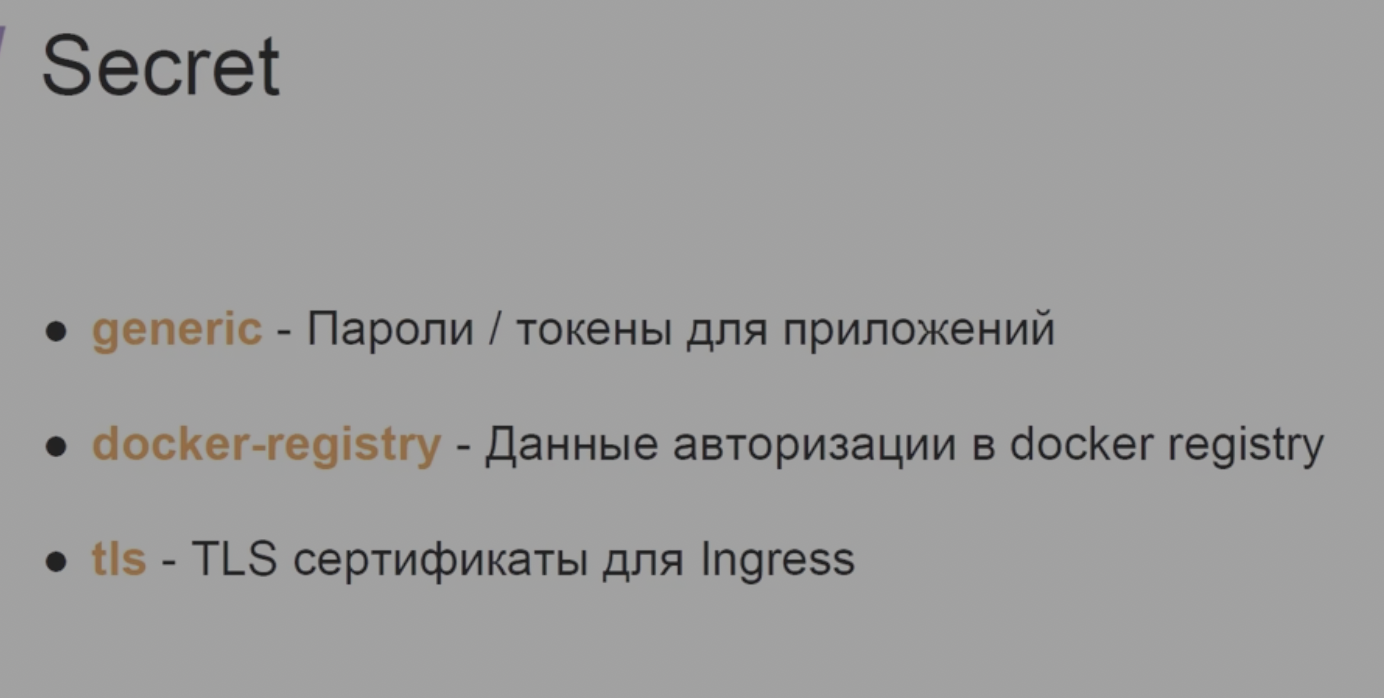 Secret
● generic - Пароли / токены для приложений
● docker-registry - Данные авторизации в docker registry
● tls - TLS сертификаты для Ingress